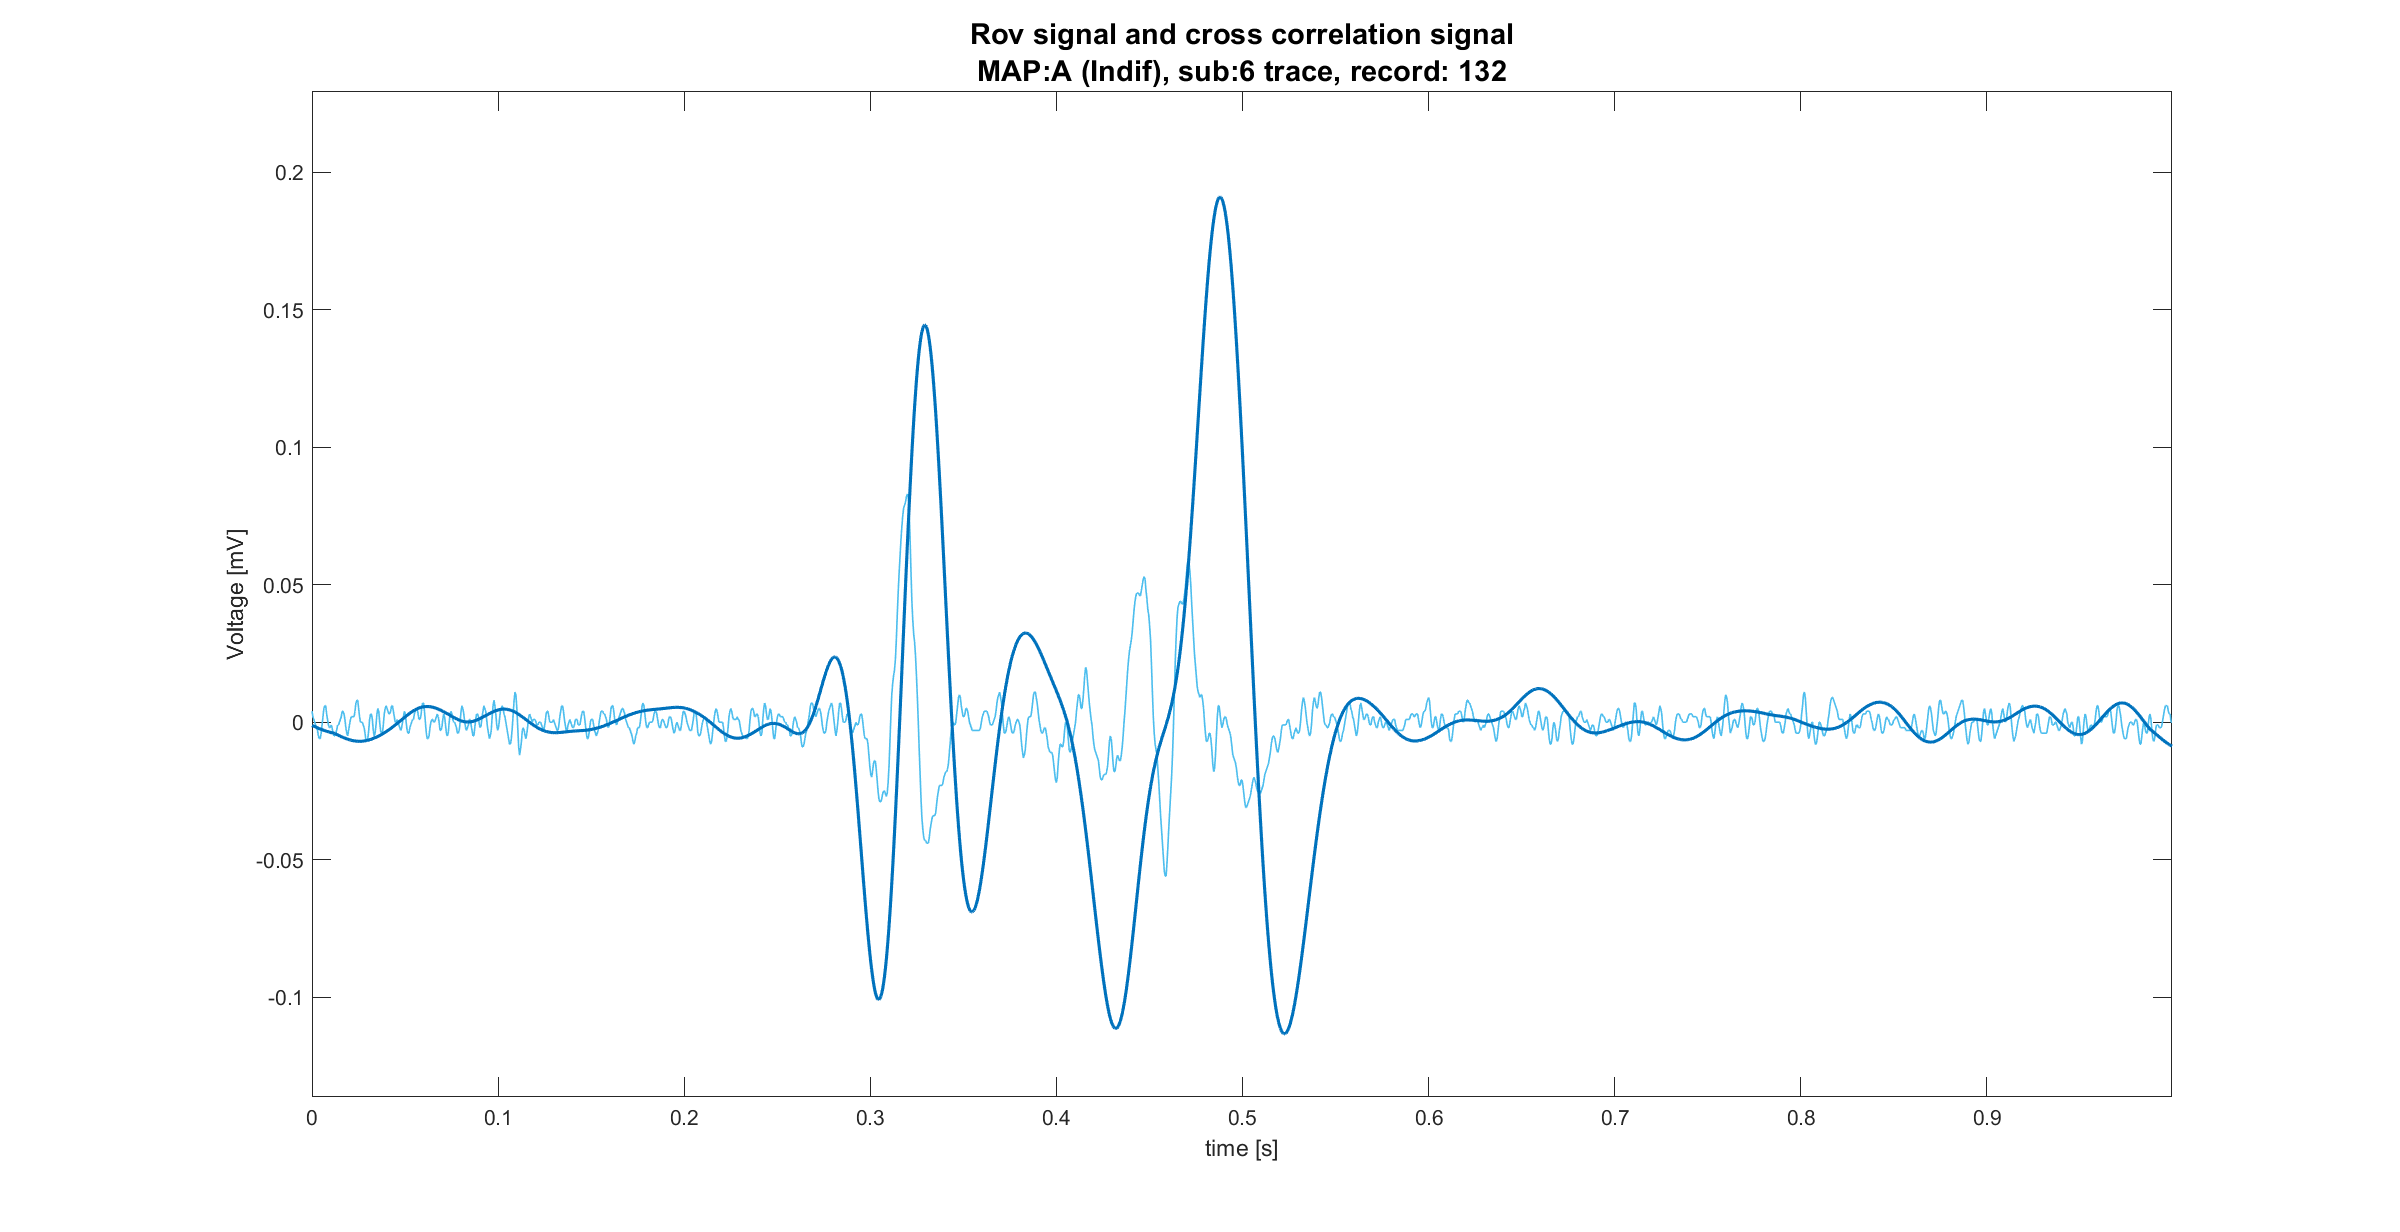 Rov signal and cross correlation signal
MAP:A (Indif), sub:6 trace, record: 132
0.2
0.15
0.1
0.05
0
-0.05
-0.1
Voltage [mV]
0 0.1 0.2 0.3 0.4 0.5 0.6 0.7 0.8 0.9
time [s]